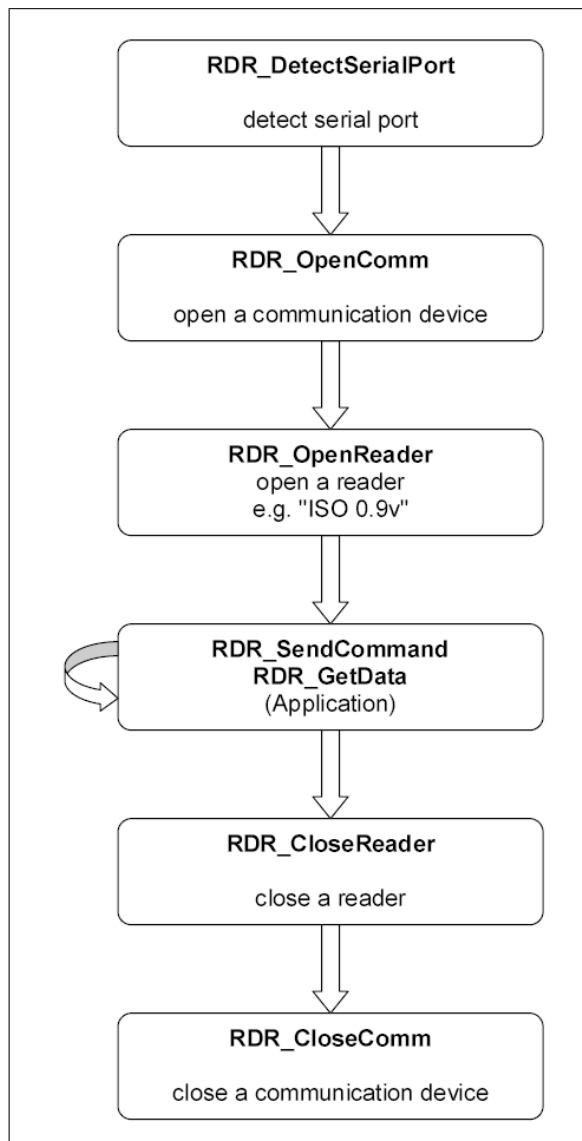 RDR_DetectSerialPort
detect serial port
RDR_OpenComm
open a communication device
RDR_OpenReader
open a reader
e.g. "ISO 0.9v"
RDR_SendCommand
RDR_GetData
(Application)
RDR_CloseReader
close a reader
RDR_CloseComm
close a communication device